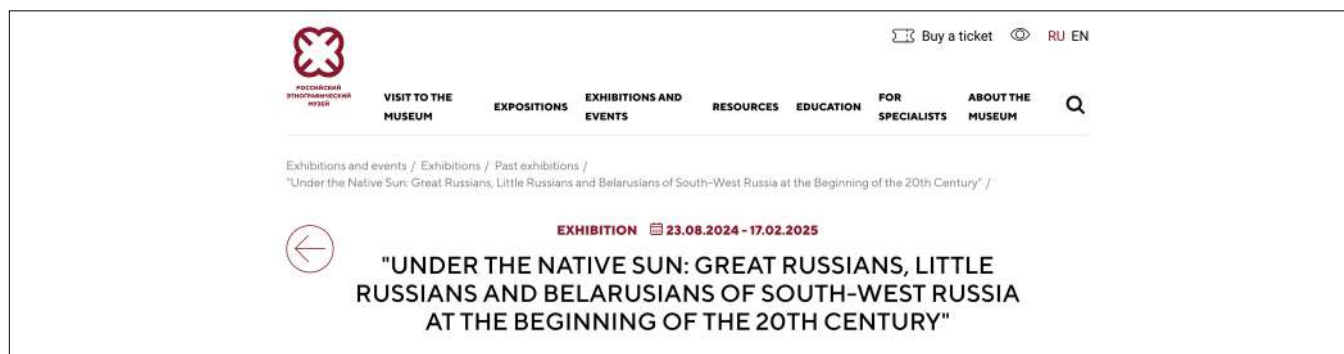 Buy a ticket RU EN
РОССИЙСКИЙ
ЭТНОГРАФИЧЕСКИЙ
МУЗЕЙ
VISIT TO THE
MUSEUM
EXPOSITIONS
EXHIBITIONS AND
EVENTS
RESOURCES
EDUCATION
FOR
SPECIALISTS
ABOUT THE
MUSEUM
Exhibitions and events / Exhibitions / Past exhibitions /
"Under the Native Sun: Great Russians, Little Russians and Belarusians of South-West Russia at the Beginning of the 20th Century" /
EXHIBITION 23.08.2024 - 17.02.2025
"UNDER THE NATIVE SUN: GREAT RUSSIANS, LITTLE
RUSSIANS AND BELARUSIANS OF SOUTH-WEST RUSSIA
AT THE BEGINNING OF THE 20TH CENTURY"